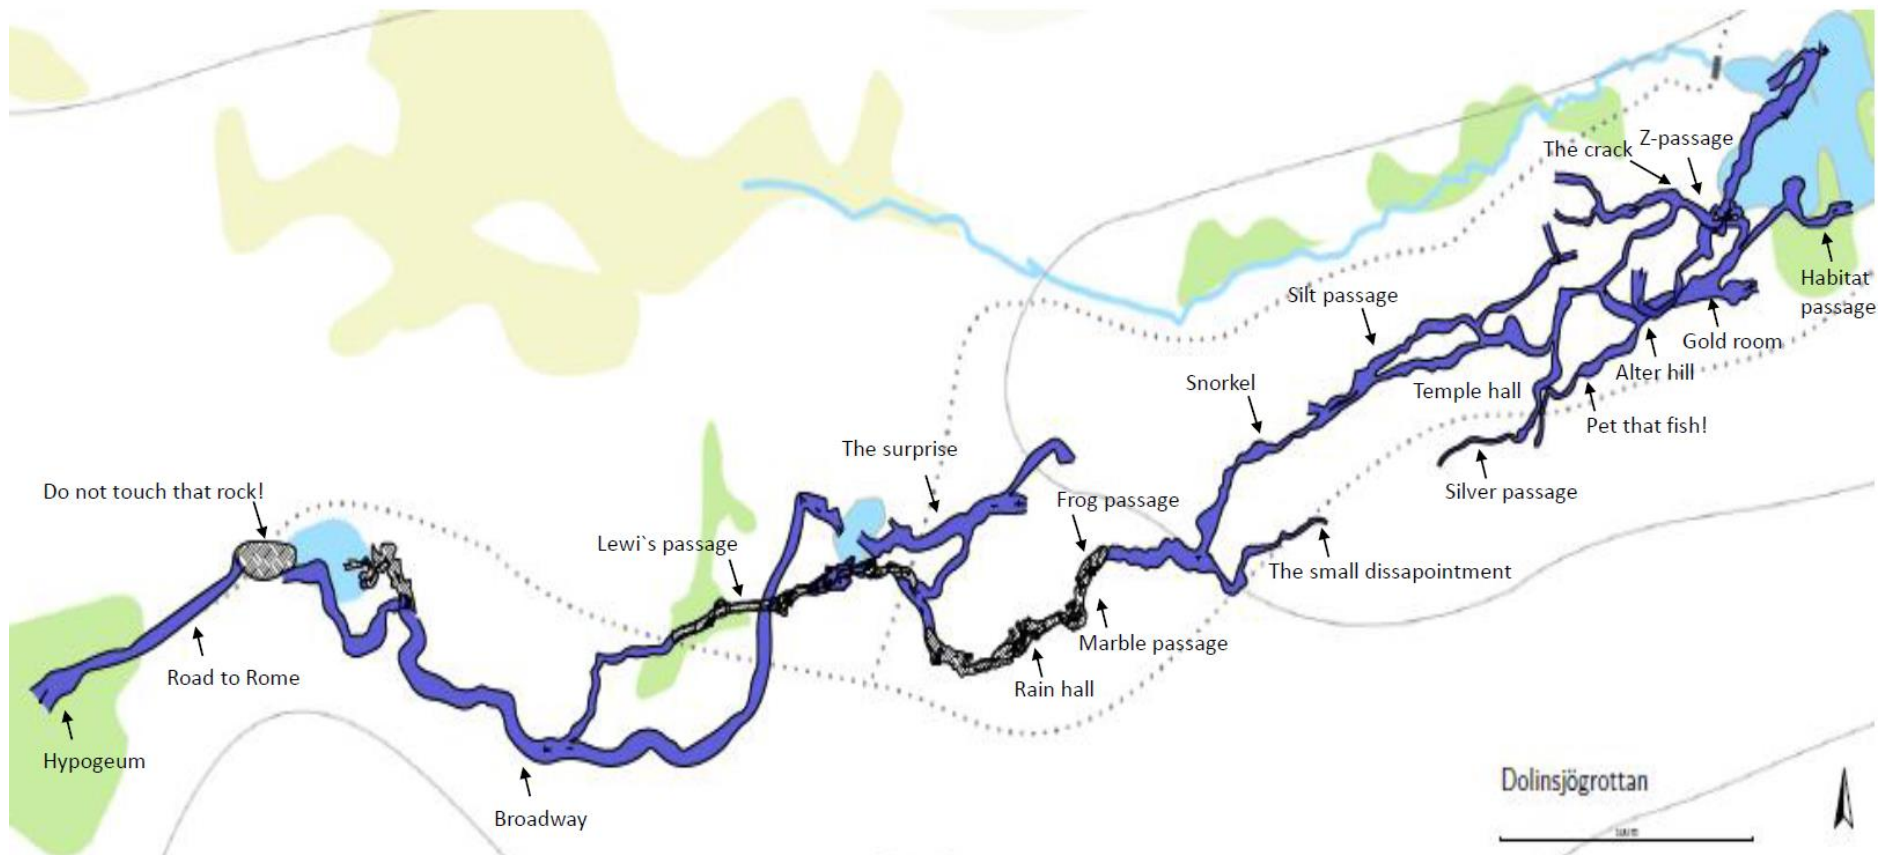 Z-passage
The crack
Habitat
passage
Silt passage
Gold room
Alter hill
Snorkel
Temple hall
Pet that fish!
The surprise
Do not touch that rock!
Silver passage
Frog passage
Lewi`s passage
The small dissapointment
Marble passage
Road to Rome
Rain hall
Hypogeum
Dolinsjögrottan
Broadway